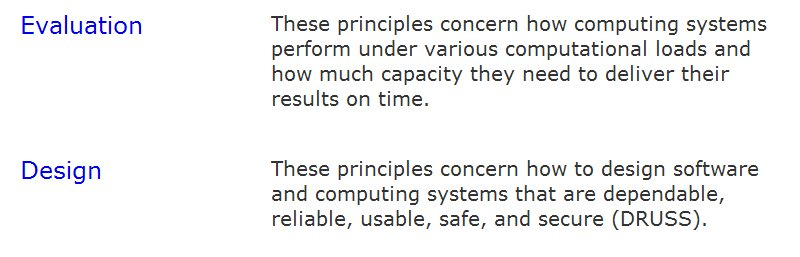 Evaluation
These principles concern how computing systems
perform under various computational loads and
how much capacity they need to deliver their
results on time.
Design
These principles concern how to design software
and computing systems that are dependable,
reliable, usable, safe, and secure (DRUSS).